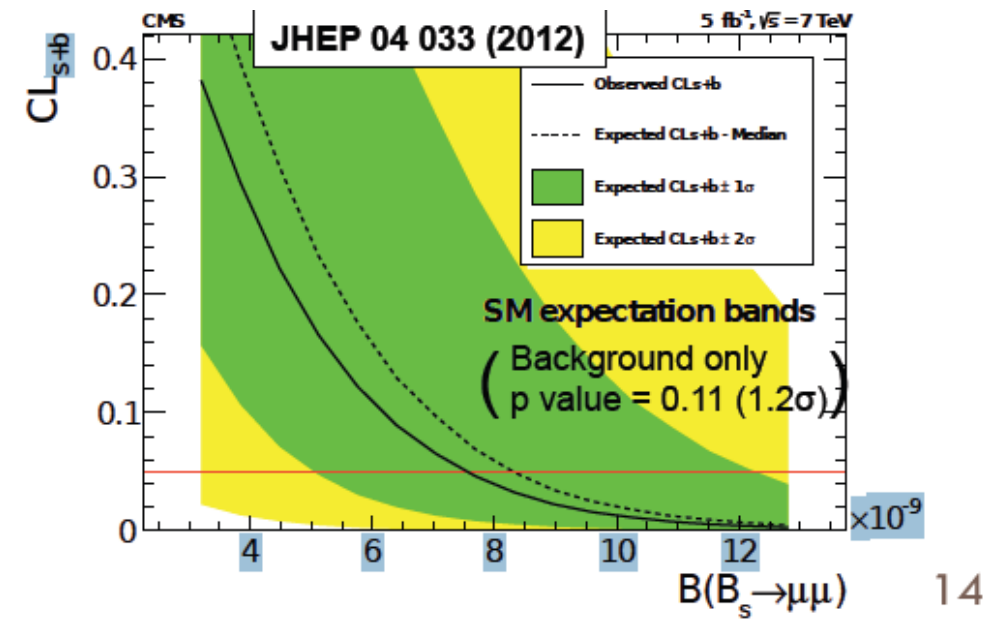 CMS
5 fb⁻¹, √s = 7 TeV
JHEP 04 033 (2012)
CLs+b
0.4
0.3
0.2
0.1
0
Observed CLs+b
Expected CLs+b - Median
Expected CLs+b ± 1σ
Expected CLs+b ± 2σ
SM expectation bands
( Background only
p value = 0.11 (1.2σ) )
4 6 8 10 12
×10⁻⁹
B(Bs→μμ)
14